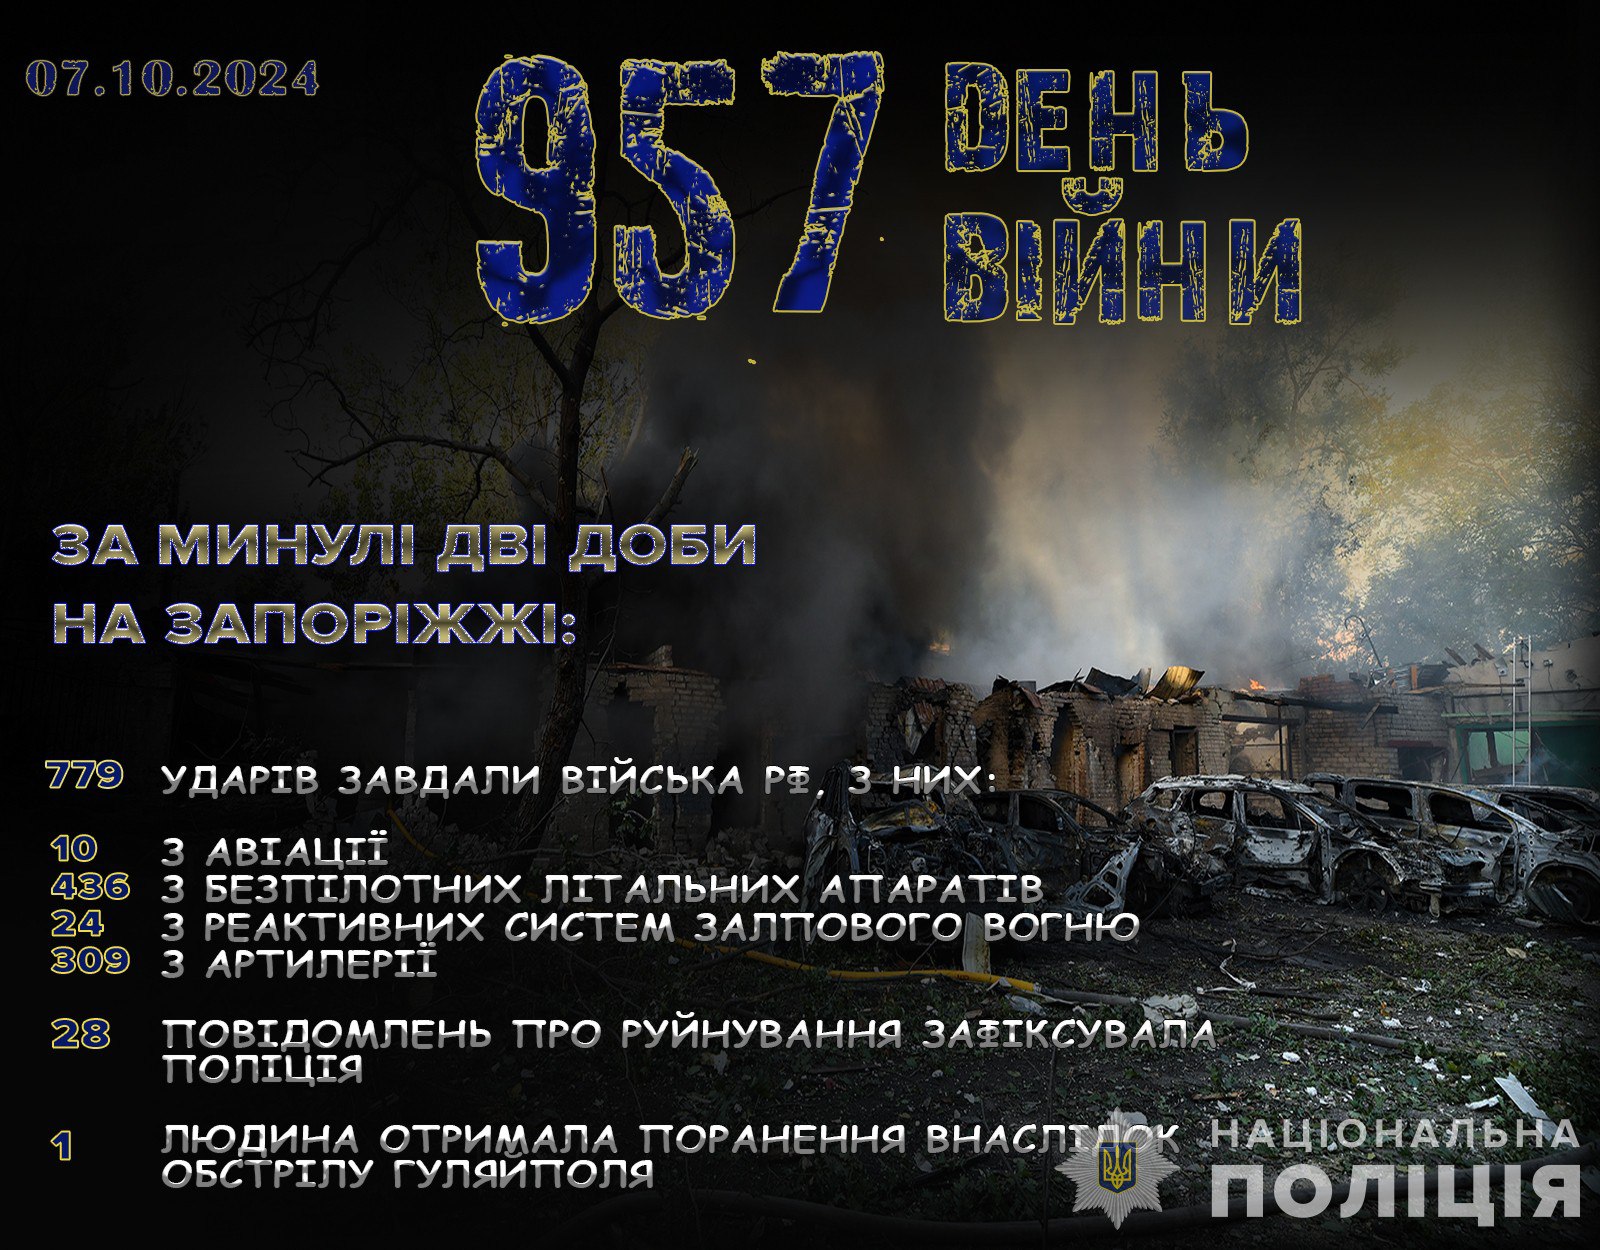 07.10.2024
957 ДЕНЬ
ВІЙНИ
ЗА МИНУЛІ ДВІ ДОБИ
НА ЗАПОРІЖЖІ:
779 УДАРІВ ЗАВДАЛИ ВІЙСЬКА РФ, З НИХ:
10 З АВІАЦІЇ
436 З БЕЗПІЛОТНИХ ЛІТАЛЬНИХ АПАРАТІВ
24 З РЕАКТИВНИХ СИСТЕМ ЗАЛПОВОГО ВОГНЮ
309 З АРТИЛЕРІЇ
28 ПОВІДОМЛЕНЬ ПРО РУЙНУВАННЯ ЗАФІКСУВАЛА
ПОЛІЦІЯ
1 ЛЮДИНА ОТРИМАЛА ПОРАНЕННЯ ВНАСЛІДОК
ОБСТРІЛУ ГУЛЯЙПОЛЯ
НАЦІОНАЛЬНА
ПОЛІЦІЯ